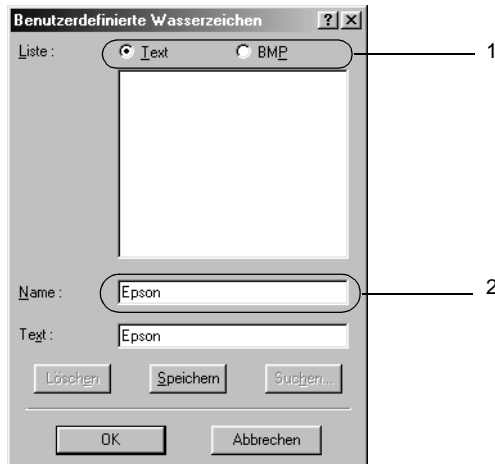 Benutzerdefinierte Wasserzeichen ? ×
Liste : Text BMP 1
Name : Epson 2
Text : Epson
Löschen Speichern Suchen...
OK Abbrechen